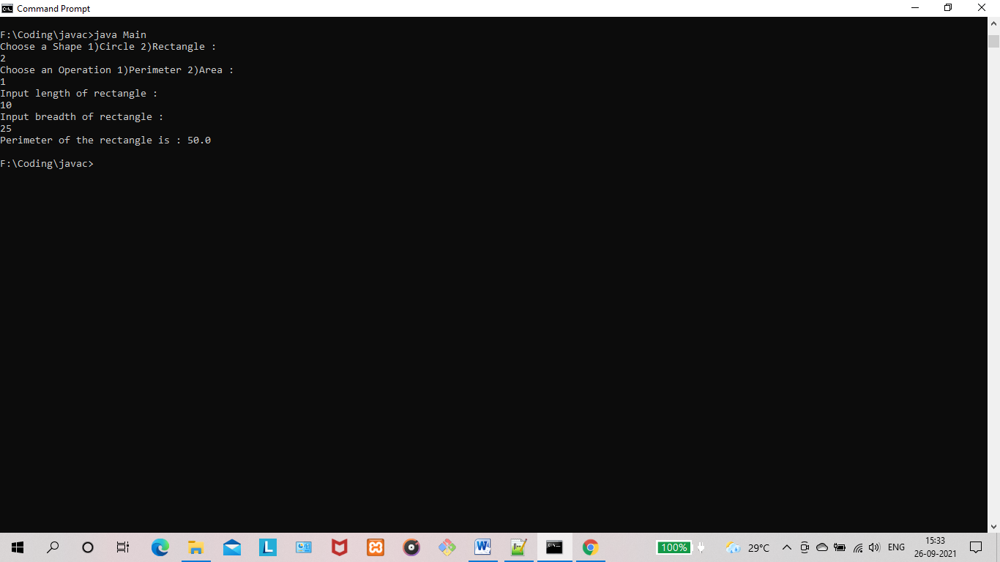 Command Prompt
F:\Coding\javac>java Main
Choose a Shape 1)Circle 2)Rectangle :
2
Choose an Operation 1)Perimeter 2)Area :
1
Input length of rectangle :
10
Input breadth of rectangle :
25
Perimeter of the rectangle is : 50.0
F:\Coding\javac>
100% 29°C ENG 15:33
26-09-2021